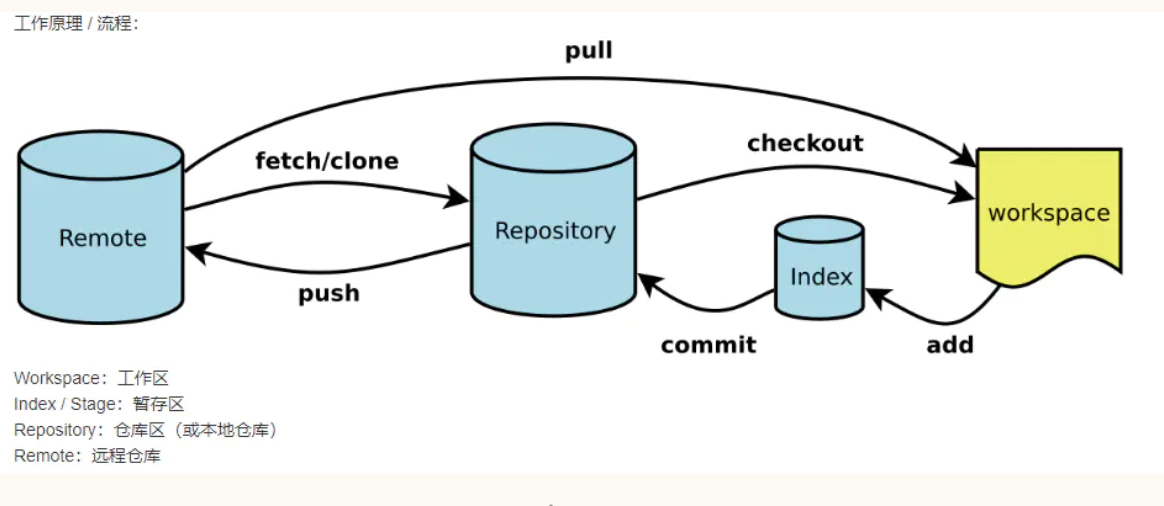 工作原理 / 流程：
pull
fetch/clone
checkout
Remote
Repository
workspace
Index
push
commit
add
Workspace：工作区
Index / Stage：暂存区
Repository：仓库区（或本地仓库）
Remote：远程仓库